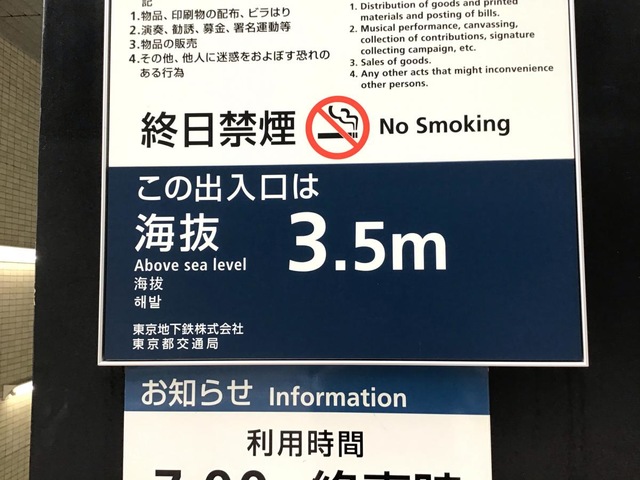 記
1.物品、印刷物の配布、ビラはり
2.演奏、勧誘、募金、署名運動等
3.物品の販売
4.その他、他人に迷惑をおよぼす恐れの
ある行為
1. Distribution of goods and printed
materials and posting of bills.
2. Musical performance, canvassing,
collection of contributions, signature
collecting campaign, etc.
3. Sales of goods.
4. Any other acts that might inconvenience
other persons.
終日禁煙 No Smoking
この出入口は
海抜 3.5m
Above sea level
海拔
해발
東京地下鉄株式会社
東京都交通局
お知らせ Information
利用時間